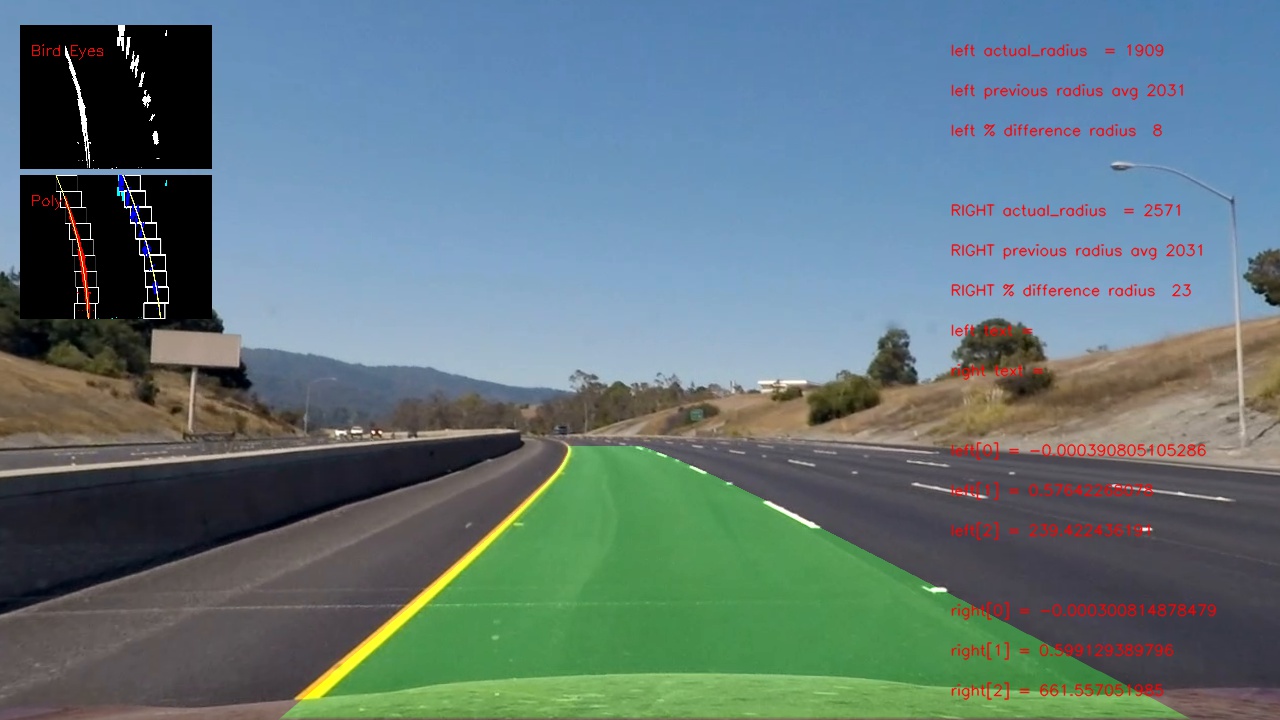 Bird Eyes
Poly
left actual_radius = 1909
left previous radius avg 2031
left % difference radius 8
RIGHT actual_radius = 2571
RIGHT previous radius avg 2031
RIGHT % difference radius 23
left text =
right text =
left[0] = -0.000390805105286
left[1] = 0.57642268078
left[2] = 239.422436191
right[0] = -0.000300814878479
right[1] = 0.599129389796
right[2] = 661.557051985